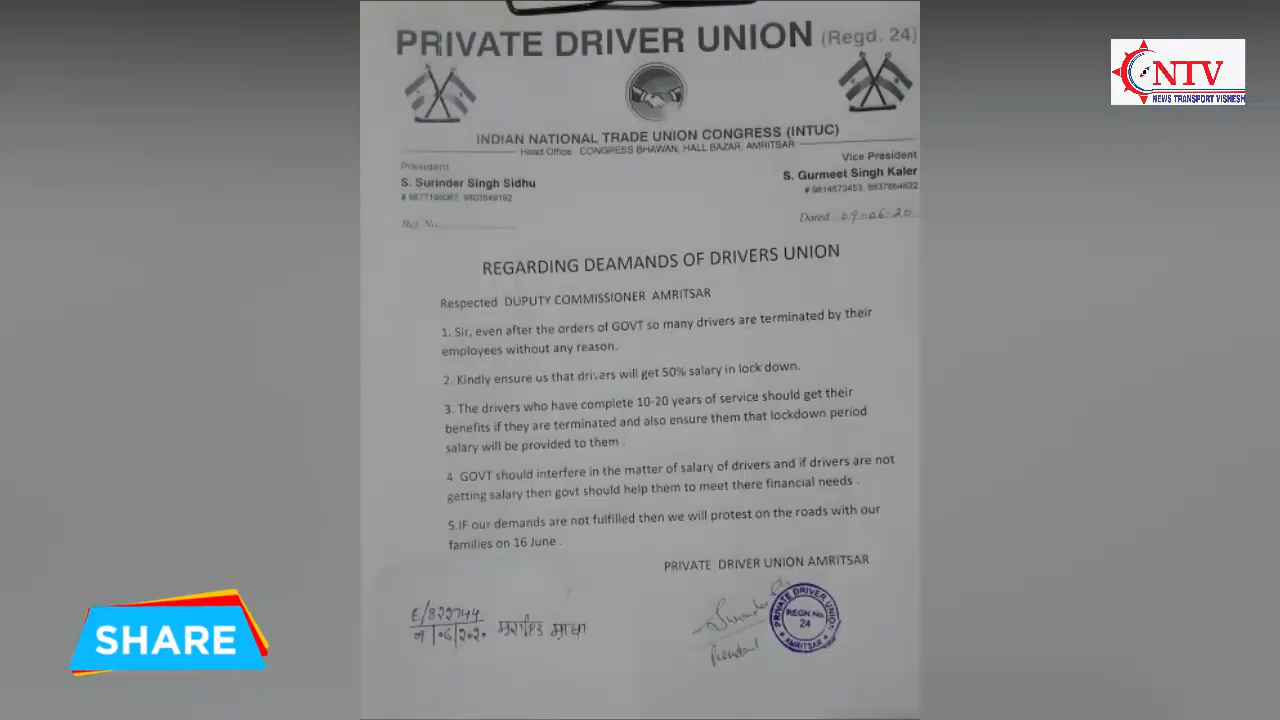 PRIVATE DRIVER UNION (Regd. 24)
NTV
NEWS TRANSPORT VISHESH
INDIAN NATIONAL TRADE UNION CONGRESS (INTUC)
Head Office CONGRESS BHAWAN, HALL BAZAR, AMRITSAR
President
S. Surinder Singh Sidhu
Vice President
S. Gurmeet Singh Kaler
# 9814673453, 8837664622
Ref. No.
Dated 09-06-20
REGARDING DEAMANDS OF DRIVERS UNION
Respected DUPUTY COMMISSIONER AMRITSAR
1. Sir, even after the orders of GOVT so many drivers are terminated by their
employees without any reason.
2. Kindly ensure us that drivers will get 50% salary in lock down.
3. The drivers who have complete 10-20 years of service should get their
benefits if they are terminated and also ensure them that lockdown period
salary will be provided to them .
4 GOVT should interfere in the matter of salary of drivers and if drivers are not
getting salary then govt should help them to meet there financial needs .
5.IF our demands are not fulfilled then we will protest on the roads with our
families on 16 June .
PRIVATE DRIVER UNION AMRITSAR
E/822744
President
PRIVATE DRIVER UNION
REGN.No.
24
AMRITSAR
SHARE